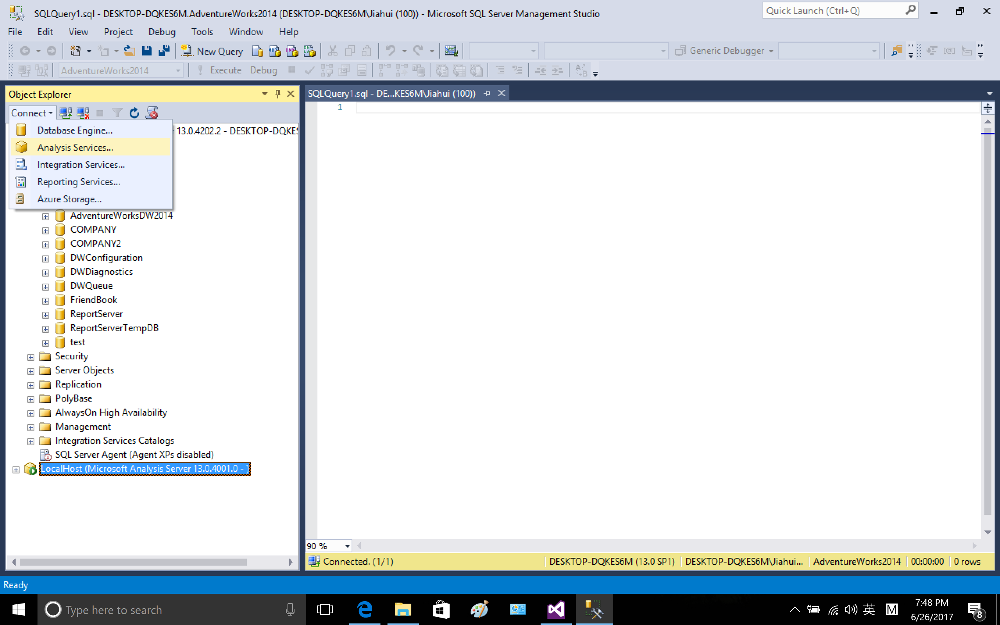 SQLQuery1.sql - DESKTOP-DQKES6M.AdventureWorks2014 (DESKTOP-DQKES6M\Jiahui (100)) - Microsoft SQL Server Management Studio
Quick Launch (Ctrl+Q)
File Edit View Project Debug Tools Window Help
New Query
Generic Debugger
AdventureWorks2014
Execute Debug
Object Explorer
SQLQuery1.sql - DE...KES6M\Jiahui (100))
Connect
1
Database Engine...
13.0.4202.2 - DESKTOP-DQKES
Analysis Services...
Integration Services...
Reporting Services...
Azure Storage...
AdventureWorksDW2014
COMPANY
COMPANY2
DWConfiguration
DWDiagnostics
DWQueue
FriendBook
ReportServer
ReportServerTempDB
test
Security
Server Objects
Replication
PolyBase
AlwaysOn High Availability
Management
Integration Services Catalogs
SQL Server Agent (Agent XPs disabled)
LocalHost (Microsoft Analysis Server 13.0.4001.0 - )
90 %
Connected. (1/1)
DESKTOP-DQKES6M (13.0 SP1)
DESKTOP-DQKES6M\Jiahui...
AdventureWorks2014
00:00:00
0 rows
Ready
Type here to search
英
M
7:48 PM
6/26/2017
8